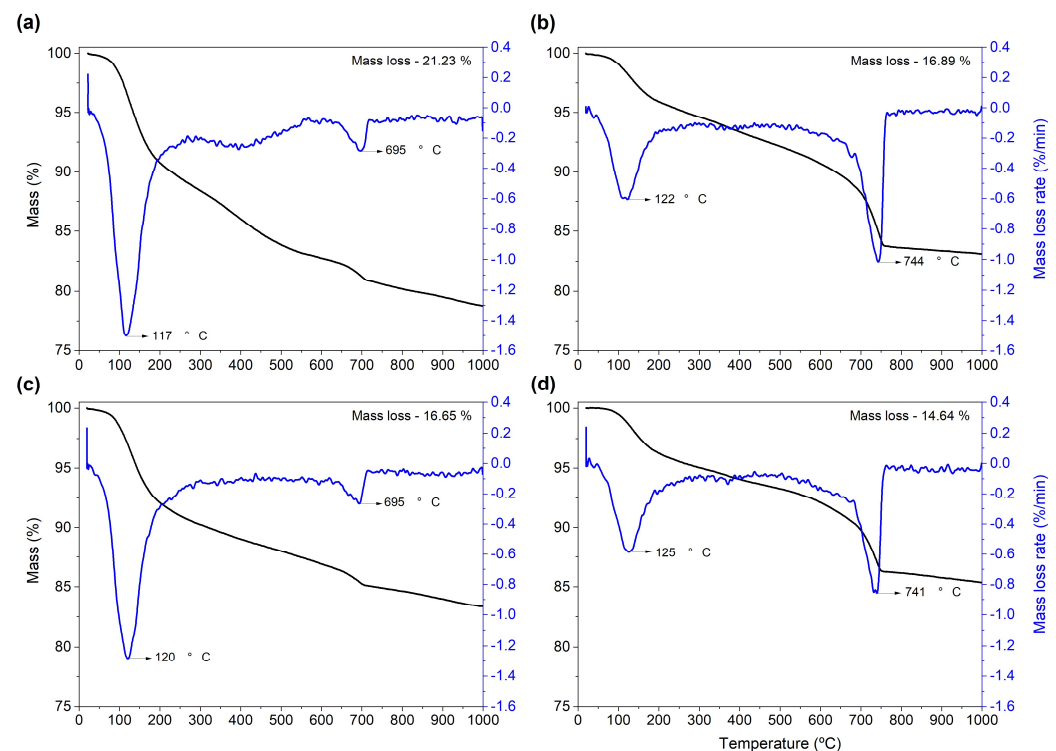 (a)
Mass loss - 21.23 %
100
95
90
85
80
75
Mass (%)
0.4
0.2
0.0
-0.2
-0.4
-0.6
-0.8
-1.0
-1.2
-1.4
-1.6
695 ° C
117 ° C
0 100 200 300 400 500 600 700 800 900 1000
(b)
Mass loss - 16.89 %
100
95
90
85
80
75
0.4
0.2
0.0
-0.2
-0.4
-0.6
-0.8
-1.0
-1.2
-1.4
-1.6
Mass loss rate (%/min)
122 ° C
744 ° C
0 100 200 300 400 500 600 700 800 900 1000
(c)
Mass loss - 16.65 %
100
95
90
85
80
75
Mass (%)
0.4
0.2
0.0
-0.2
-0.4
-0.6
-0.8
-1.0
-1.2
-1.4
-1.6
695 ° C
120 ° C
0 100 200 300 400 500 600 700 800 900 1000
(d)
Mass loss - 14.64 %
100
95
90
85
80
75
0.4
0.2
0.0
-0.2
-0.4
-0.6
-0.8
-1.0
-1.2
-1.4
-1.6
Mass loss rate (%/min)
125 ° C
741 ° C
0 100 200 300 400 500 600 700 800 900 1000
Temperature (ºC)